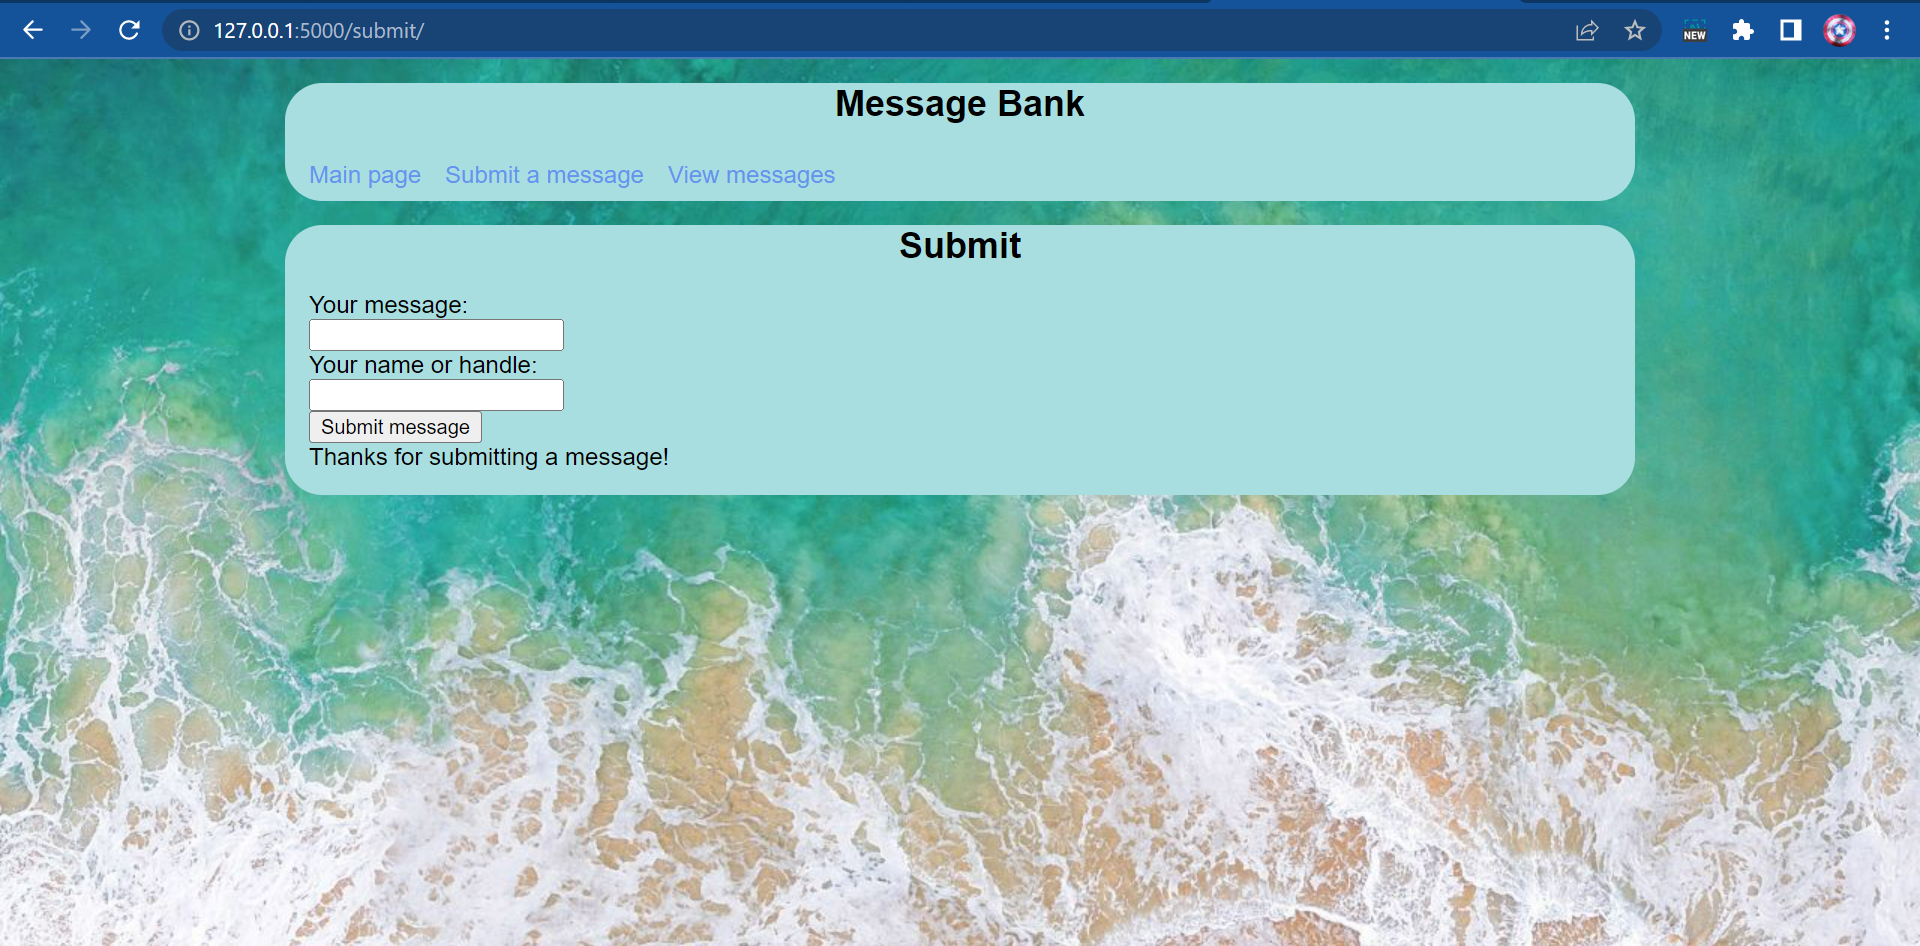 127.0.0.1:5000/submit/
NEW
Message Bank
Main page Submit a message View messages
Submit
Your message:
Your name or handle:
Submit message
Thanks for submitting a message!